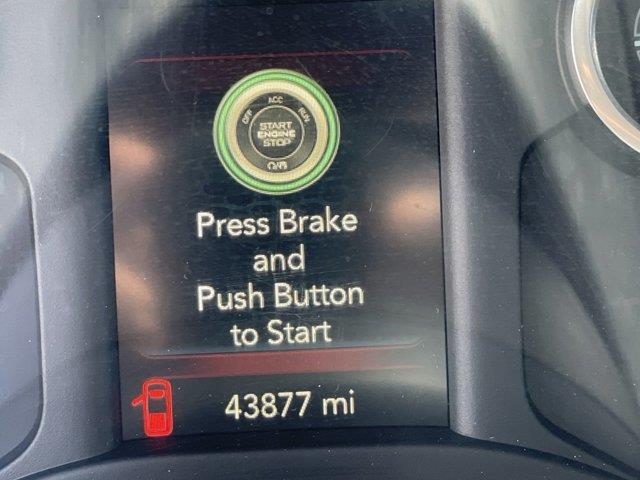 OFF ACC RUN
START
ENGINE
STOP
Press Brake
and
Push Button
to Start
43877 mi